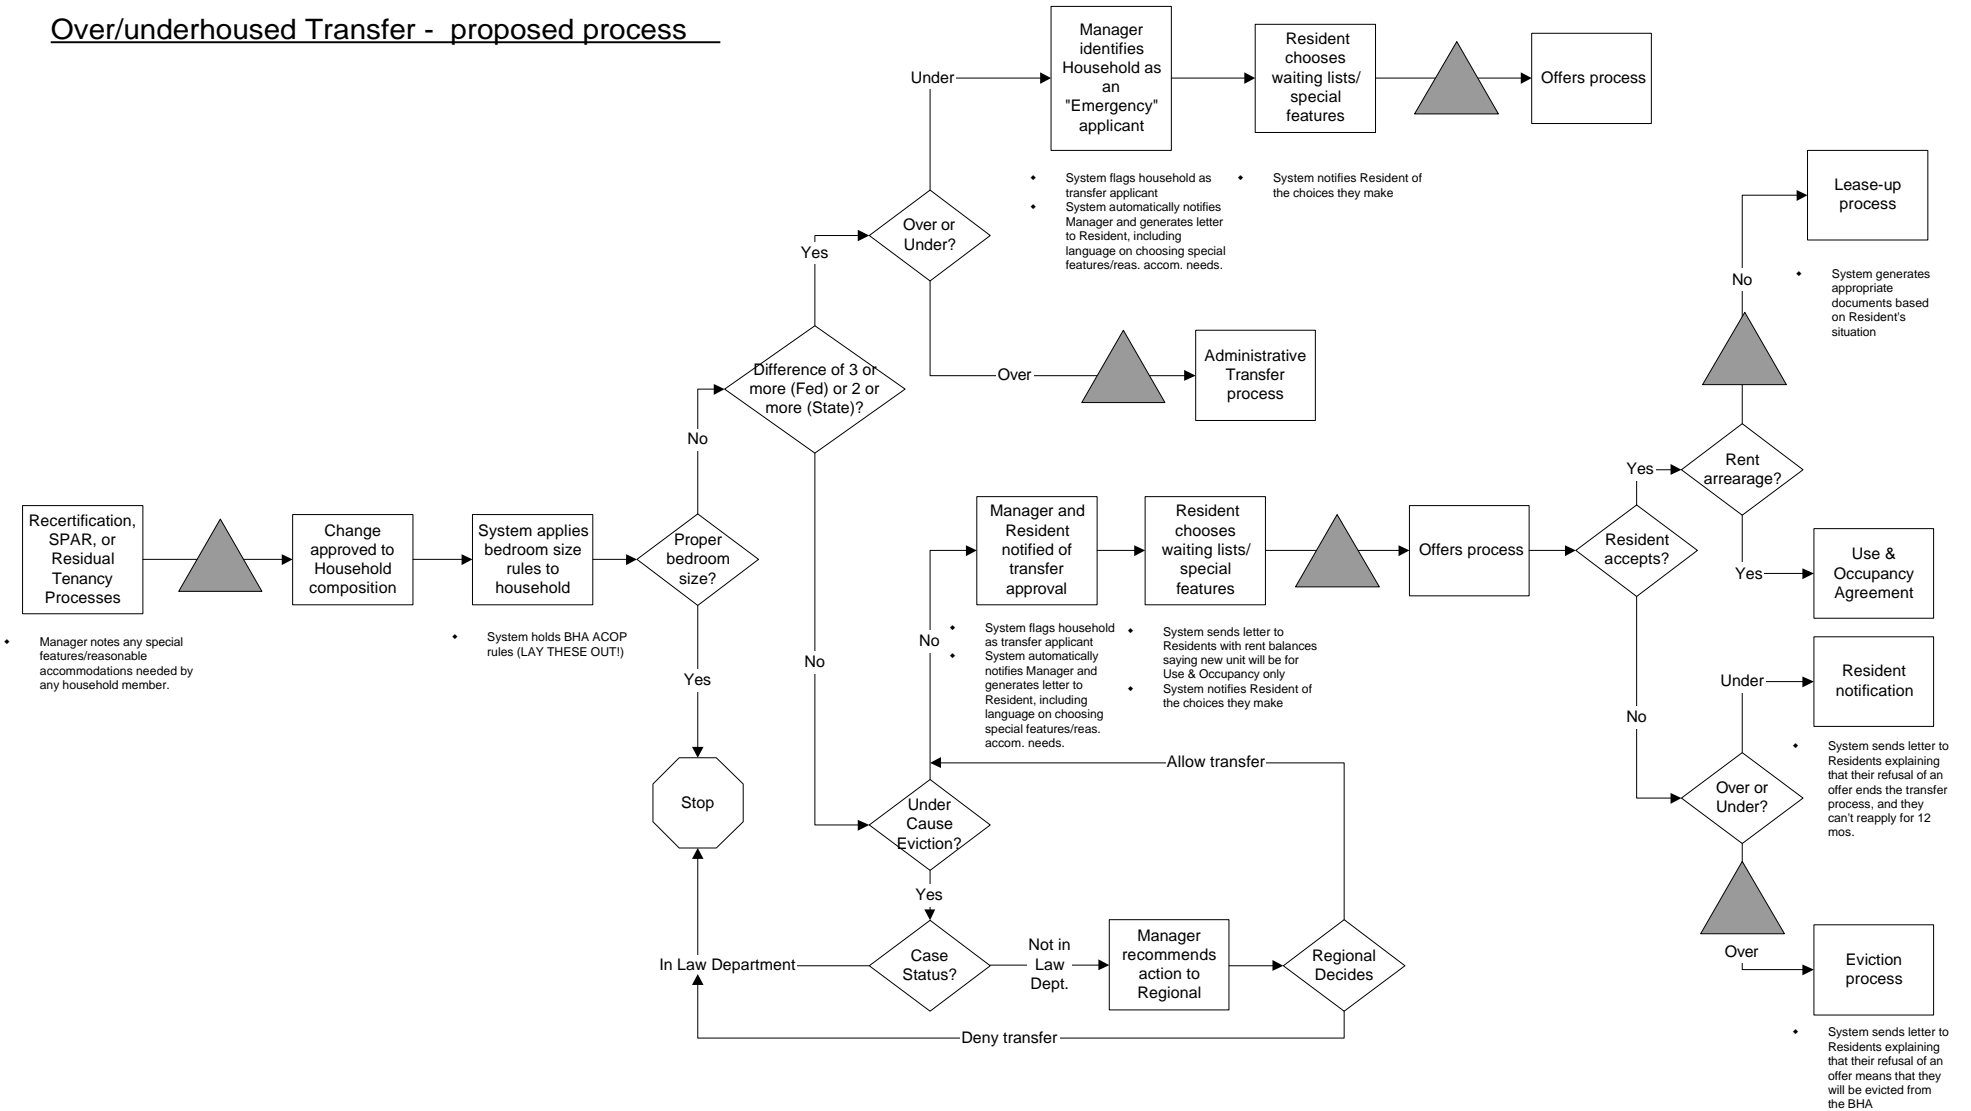 Over/underhoused Transfer - proposed process
Under
Manager
identifies
Household as
an
"Emergency"
applicant
Resident
chooses
waiting lists/
special
features
Offers process
System flags household as
transfer applicant
System automatically notifies
Manager and generates letter
to Resident, including
language on choosing special
features/reas. accom. needs.
System notifies Resident of
the choices they make
Over or
Under?
Yes
Over
Administrative
Transfer
process
Difference of 3 or
more (Fed) or 2 or
more (State)?
No
Recertification,
SPAR, or
Residual
Tenancy
Processes
Manager notes any special
features/reasonable
accommodations needed by
any household member.
Change
approved to
Household
composition
System applies
bedroom size
rules to
household
System holds BHA ACOP
rules (LAY THESE OUT!)
Proper
bedroom
size?
Yes
Stop
No
Under
Cause
Eviction?
No
Manager and
Resident
notified of
transfer
approval
System flags household
as transfer applicant
System automatically
notifies Manager and
generates letter to
Resident, including
language on choosing
special features/reas.
accom. needs.
Resident
chooses
waiting lists/
special
features
System sends letter to
Residents with rent balances
saying new unit will be for
Use & Occupancy only
System notifies Resident of
the choices they make
Offers process
Resident
accepts?
Yes
Rent
arrearage?
No
Lease-up
process
System generates
appropriate
documents based
on Resident's
situation
Yes
Use &
Occupancy
Agreement
No
Over or
Under?
Under
Resident
notification
System sends letter to
Residents explaining
that their refusal of an
offer ends the transfer
process, and they
can't reapply for 12
mos.
Over
Eviction
process
System sends letter to
Residents explaining
that their refusal of an
offer means that they
will be evicted from
the BHA
Allow transfer
Yes
Case
Status?
In Law Department
Not in
Law
Dept.
Manager
recommends
action to
Regional
Regional
Decides
Deny transfer